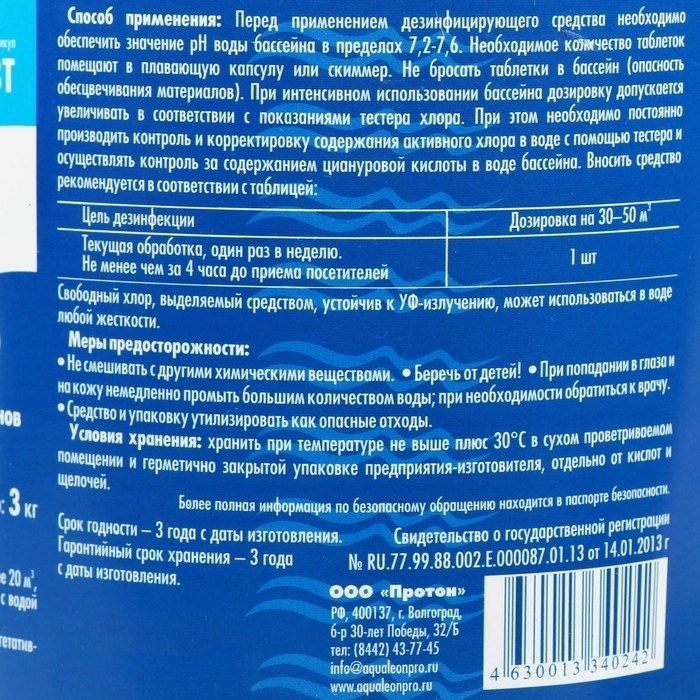 Способ применения: Перед применением дезинфицирующего средства необходимо
обеспечить значение pH воды бассейна в пределах 7,2-7,6. Необходимое количество таблеток
помещают в плавающую капсулу или скиммер. Не бросать таблетки в бассейн (опасность
обесцвечивания материалов). При интенсивном использовании бассейна дозировку допускается
увеличивать в соответствии с показаниями тестера хлора. При этом необходимо постоянно
производить контроль и корректировку содержания активного хлора в воде с помощью тестера и
осуществлять контроль за содержанием циануровой кислоты в воде бассейна. Вносить средство
рекомендуется в соответствии с таблицей:
Цель дезинфекции Дозировка на 30–50 м³
Текущая обработка, один раз в неделю.
Не менее чем за 4 часа до приема посетителей
1 шт
Свободный хлор, выделяемый средством, устойчив к УФ-излучению, может использоваться в воде
любой жесткости.
Меры предосторожности:
• Не смешивать с другими химическими веществами. • Беречь от детей! • При попадании в глаза и
на кожу немедленно промыть большим количеством воды; при необходимости обратиться к врачу.
• Средство и упаковку утилизировать как опасные отходы.
Условия хранения: хранить при температуре не выше плюс 30°С в сухом проветриваемом
помещении и герметично закрытой упаковке предприятия-изготовителя, отдельно от кислот и
щелочей.
Более полная информация по безопасному обращению находится в паспорте безопасности.
Срок годности – 3 года с даты изготовления.
Гарантийный срок хранения – 3 года
с даты изготовления.
Свидетельство о государственной регистрации
№ RU.77.99.88.002.E.000087.01.13 от 14.01.2013 г
ООО «Протон»
РФ, 400137, г. Волгоград,
б-р 30-лет Победы, 32/Б
тел: (8442) 43-77-45
info@aqualeonpro.ru
www.aqualeonpro.ru
4 630013 340242
: 3 кг
20 м³,
с водой